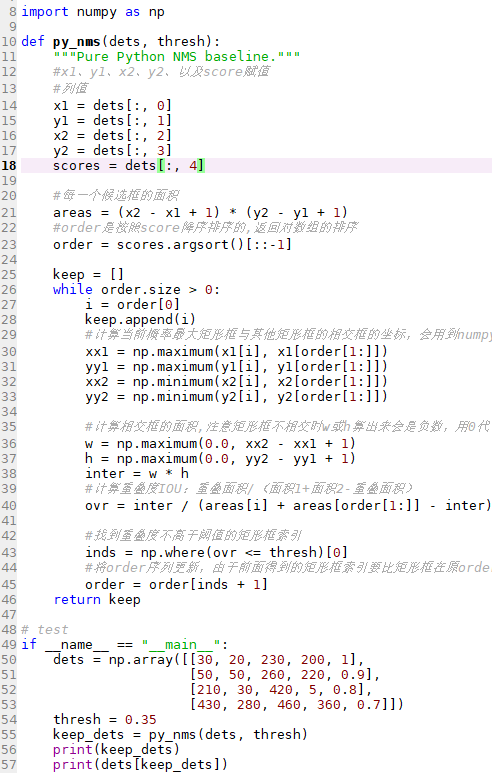 8 import numpy as np
9
10 def py_nms(dets, thresh):
11     """Pure Python NMS baseline."""
12     #x1、y1、x2、y2、以及score赋值
13     #列值
14     x1 = dets[:, 0]
15     y1 = dets[:, 1]
16     x2 = dets[:, 2]
17     y2 = dets[:, 3]
18     scores = dets[:, 4]
19
20     #每一个候选框的面积
21     areas = (x2 - x1 + 1) * (y2 - y1 + 1)
22     #order是按照score降序排序的,返回对数组的排序
23     order = scores.argsort()[::-1]
24
25     keep = []
26     while order.size > 0:
27         i = order[0]
28         keep.append(i)
29         #计算当前概率最大矩形框与其他矩形框的相交框的坐标，会用到numpy
30         xx1 = np.maximum(x1[i], x1[order[1:]])
31         yy1 = np.maximum(y1[i], y1[order[1:]])
32         xx2 = np.minimum(x2[i], x2[order[1:]])
33         yy2 = np.minimum(y2[i], y2[order[1:]])
34
35         #计算相交框的面积,注意矩形框不相交时w或h算出来会是负数，用0代
36         w = np.maximum(0.0, xx2 - xx1 + 1)
37         h = np.maximum(0.0, yy2 - yy1 + 1)
38         inter = w * h
39         #计算重叠度IOU：重叠面积/（面积1+面积2-重叠面积）
40         ovr = inter / (areas[i] + areas[order[1:]] - inter)
41
42         #找到重叠度不高于阈值的矩形框索引
43         inds = np.where(ovr <= thresh)[0]
44         #将order序列更新，由于前面得到的矩形框索引要比矩形框在原orde
45         order = order[inds + 1]
46     return keep
47
48 # test
49 if __name__ == "__main__":
50     dets = np.array([[30, 20, 230, 200, 1],
51                      [50, 50, 260, 220, 0.9],
52                      [210, 30, 420, 5, 0.8],
53                      [430, 280, 460, 360, 0.7]])
54     thresh = 0.35
55     keep_dets = py_nms(dets, thresh)
56     print(keep_dets)
57     print(dets[keep_dets])